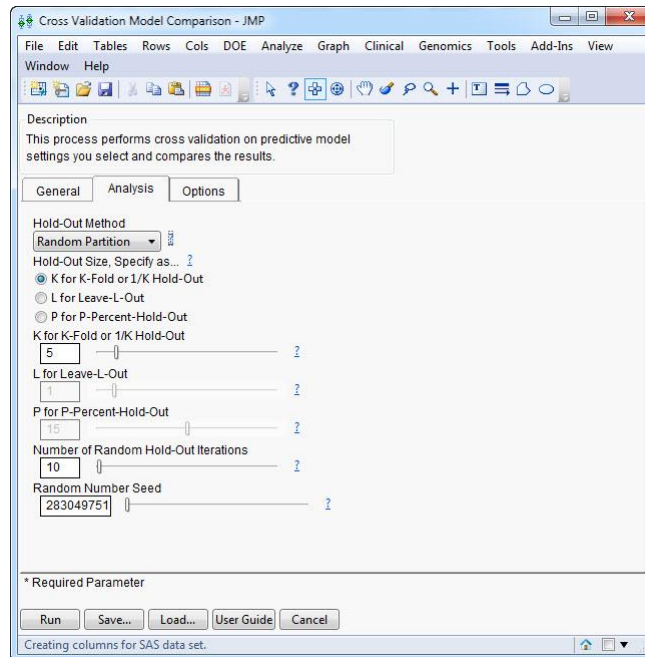 Cross Validation Model Comparison - JMP
File Edit Tables Rows Cols DOE Analyze Graph Clinical Genomics Tools Add-Ins View
Window Help
Description
This process performs cross validation on predictive model
settings you select and compares the results.
General Analysis Options
Hold-Out Method
Random Partition
Hold-Out Size, Specify as... ?
K for K-Fold or 1/K Hold-Out
L for Leave-L-Out
P for P-Percent-Hold-Out
K for K-Fold or 1/K Hold-Out
5 ?
L for Leave-L-Out
1 ?
P for P-Percent-Hold-Out
15 ?
Number of Random Hold-Out Iterations
10 ?
Random Number Seed
283049751 ?
* Required Parameter
Run Save... Load... User Guide Cancel
Creating columns for SAS data set.